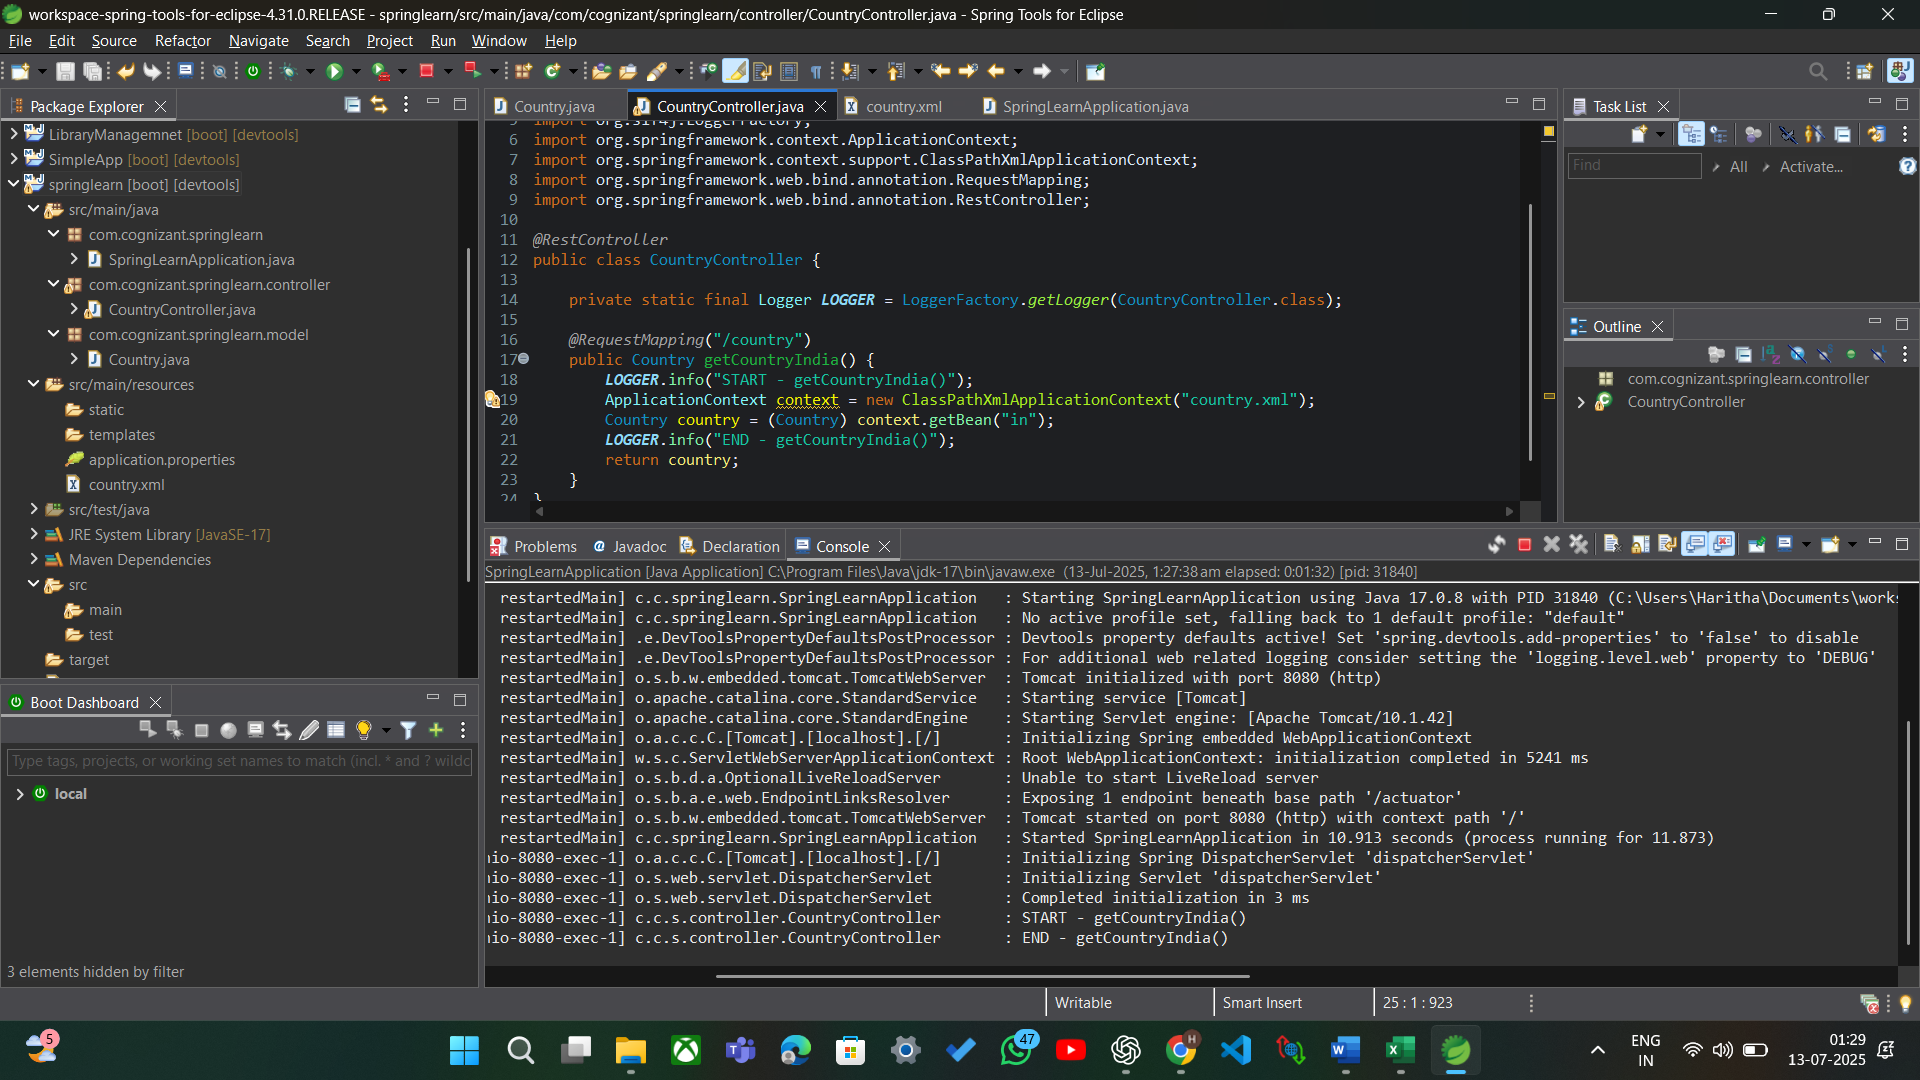 workspace-spring-tools-for-eclipse-4.31.0.RELEASE - springlearn/src/main/java/com/cognizant/springlearn/controller/CountryController.java - Spring Tools for Eclipse
File Edit Source Refactor Navigate Search Project Run Window Help
Package Explorer
LibraryManagemnet [boot] [devtools]
SimpleApp [boot] [devtools]
springlearn [boot] [devtools]
src/main/java
com.cognizant.springlearn
SpringLearnApplication.java
com.cognizant.springlearn.controller
CountryController.java
com.cognizant.springlearn.model
Country.java
src/main/resources
static
templates
application.properties
country.xml
src/test/java
JRE System Library [JavaSE-17]
Maven Dependencies
src
main
test
target
Boot Dashboard
Type tags, projects, or working set names to match (incl. * and ? wildc
local
3 elements hidden by filter
Country.java CountryController.java country.xml SpringLearnApplication.java
5 import org.slf4j.LoggerFactory;
6 import org.springframework.context.ApplicationContext;
7 import org.springframework.context.support.ClassPathXmlApplicationContext;
8 import org.springframework.web.bind.annotation.RequestMapping;
9 import org.springframework.web.bind.annotation.RestController;
10
11 @RestController
12 public class CountryController {
13
14 private static final Logger LOGGER = LoggerFactory.getLogger(CountryController.class);
15
16 @RequestMapping("/country")
17 public Country getCountryIndia() {
18 LOGGER.info("START - getCountryIndia()");
19 ApplicationContext context = new ClassPathXmlApplicationContext("country.xml");
20 Country country = (Country) context.getBean("in");
21 LOGGER.info("END - getCountryIndia()");
22 return country;
23 }
24 }
Task List
Find All Activate...
Outline
com.cognizant.springlearn.controller
CountryController
Problems Javadoc Declaration Console
SpringLearnApplication [Java Application] C:\Program Files\Java\jdk-17\bin\javaw.exe (13-Jul-2025, 1:27:38 am elapsed: 0:01:32) [pid: 31840]
restartedMain] c.c.springlearn.SpringLearnApplication : Starting SpringLearnApplication using Java 17.0.8 with PID 31840 (C:\Users\Haritha\Documents\works
restartedMain] c.c.springlearn.SpringLearnApplication : No active profile set, falling back to 1 default profile: "default"
restartedMain] .e.DevToolsPropertyDefaultsPostProcessor : Devtools property defaults active! Set 'spring.devtools.add-properties' to 'false' to disable
restartedMain] .e.DevToolsPropertyDefaultsPostProcessor : For additional web related logging consider setting the 'logging.level.web' property to 'DEBUG'
restartedMain] o.s.b.w.embedded.tomcat.TomcatWebServer : Tomcat initialized with port 8080 (http)
restartedMain] o.apache.catalina.core.StandardService : Starting service [Tomcat]
restartedMain] o.apache.catalina.core.StandardEngine : Starting Servlet engine: [Apache Tomcat/10.1.42]
restartedMain] o.a.c.c.C.[Tomcat].[localhost].[/] : Initializing Spring embedded WebApplicationContext
restartedMain] w.s.c.ServletWebServerApplicationContext : Root WebApplicationContext: initialization completed in 5241 ms
restartedMain] o.s.b.d.a.OptionalLiveReloadServer : Unable to start LiveReload server
restartedMain] o.s.b.a.e.web.EndpointLinksResolver : Exposing 1 endpoint beneath base path '/actuator'
restartedMain] o.s.b.w.embedded.tomcat.TomcatWebServer : Tomcat started on port 8080 (http) with context path '/'
restartedMain] c.c.springlearn.SpringLearnApplication : Started SpringLearnApplication in 10.913 seconds (process running for 11.873)
nio-8080-exec-1] o.a.c.c.C.[Tomcat].[localhost].[/] : Initializing Spring DispatcherServlet 'dispatcherServlet'
nio-8080-exec-1] o.s.web.servlet.DispatcherServlet : Initializing Servlet 'dispatcherServlet'
nio-8080-exec-1] o.s.web.servlet.DispatcherServlet : Completed initialization in 3 ms
nio-8080-exec-1] c.c.s.controller.CountryController : START - getCountryIndia()
nio-8080-exec-1] c.c.s.controller.CountryController : END - getCountryIndia()
Writable Smart Insert 25 : 1 : 923
5
47
H
ENG
IN
01:29
13-07-2025